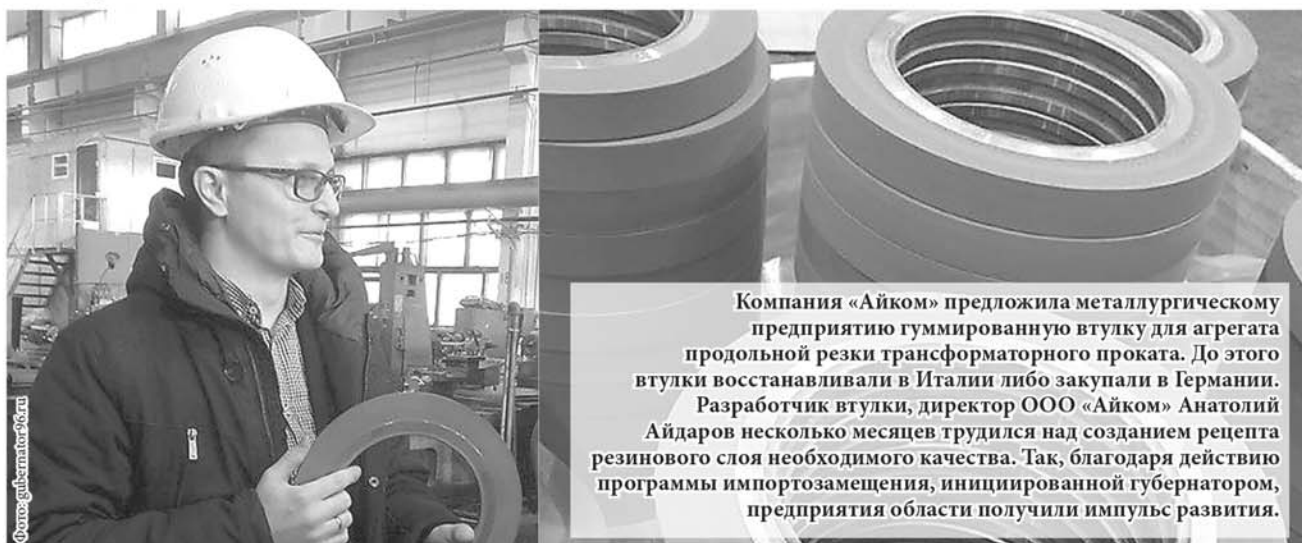 Компания «Айком» предложила металлургическому
предприятию гуммированную втулку для агрегата
продольной резки трансформаторного проката. До этого
втулки восстанавливали в Италии либо закупали в Германии.
Разработчик втулки, директор ООО «Айком» Анатолий
Айдаров несколько месяцев трудился над созданием рецепта
резинового слоя необходимого качества. Так, благодаря действию
программы импортозамещения, инициированной губернатором,
предприятия области получили импульс развития.
Фото: gubernator96.ru